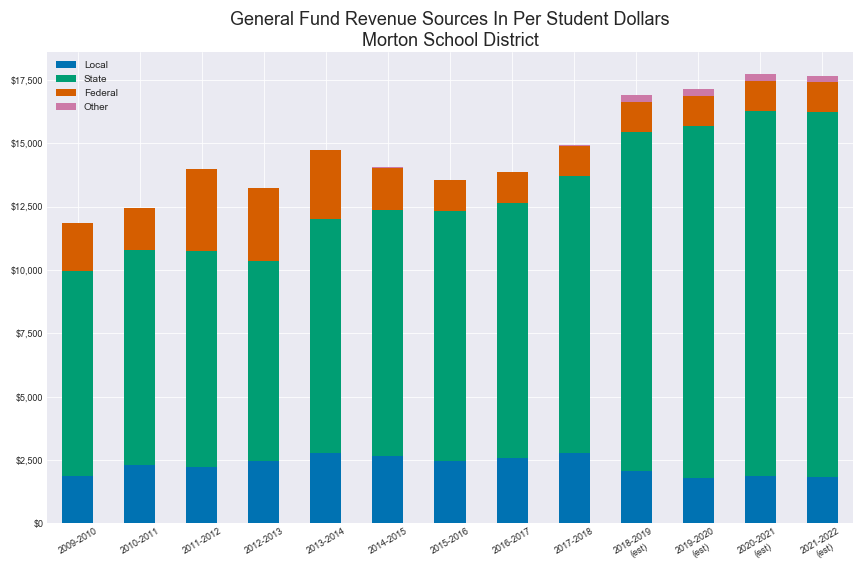 General Fund Revenue Sources In Per Student Dollars
Morton School District
Local
State
Federal
Other
$17,500
$15,000
$12,500
$10,000
$7,500
$5,000
$2,500
$0
2009-2010
2010-2011
2011-2012
2012-2013
2013-2014
2014-2015
2015-2016
2016-2017
2017-2018
2018-2019
(est)
2019-2020
(est)
2020-2021
(est)
2021-2022
(est)